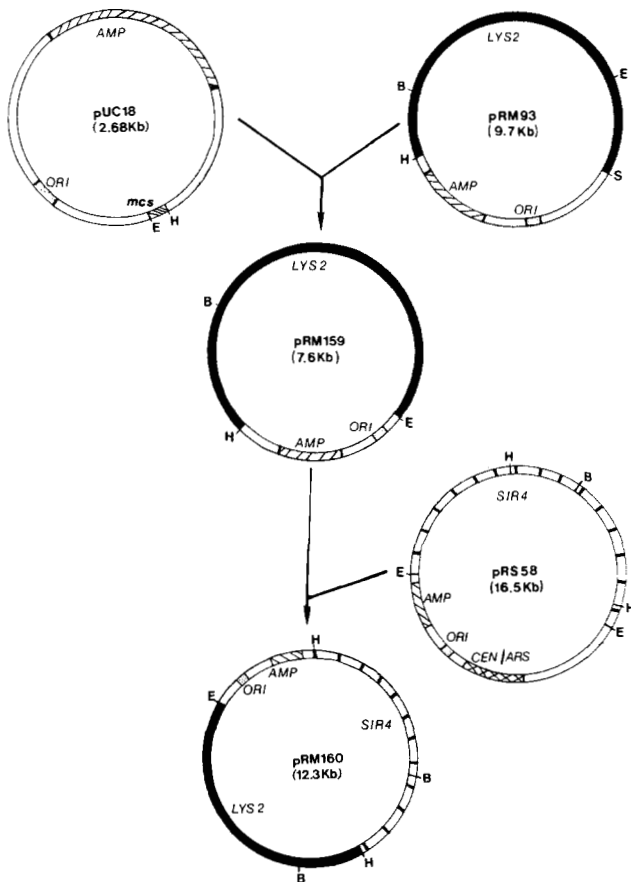 AMP
pUC18
(2.68Kb)
ORI
mcs
E
H
LYS2
B
E
pRM93
(9.7Kb)
H
S
AMP
ORI
LYS2
B
pRM159
(7.6Kb)
H
AMP
ORI
E
H
B
SIR4
E
pRS58
(16.5Kb)
AMP
H
E
ORI
CEN/ARS
H
AMP
ORI
E
SIR4
pRM160
(12.3Kb)
B
LYS2
B
H